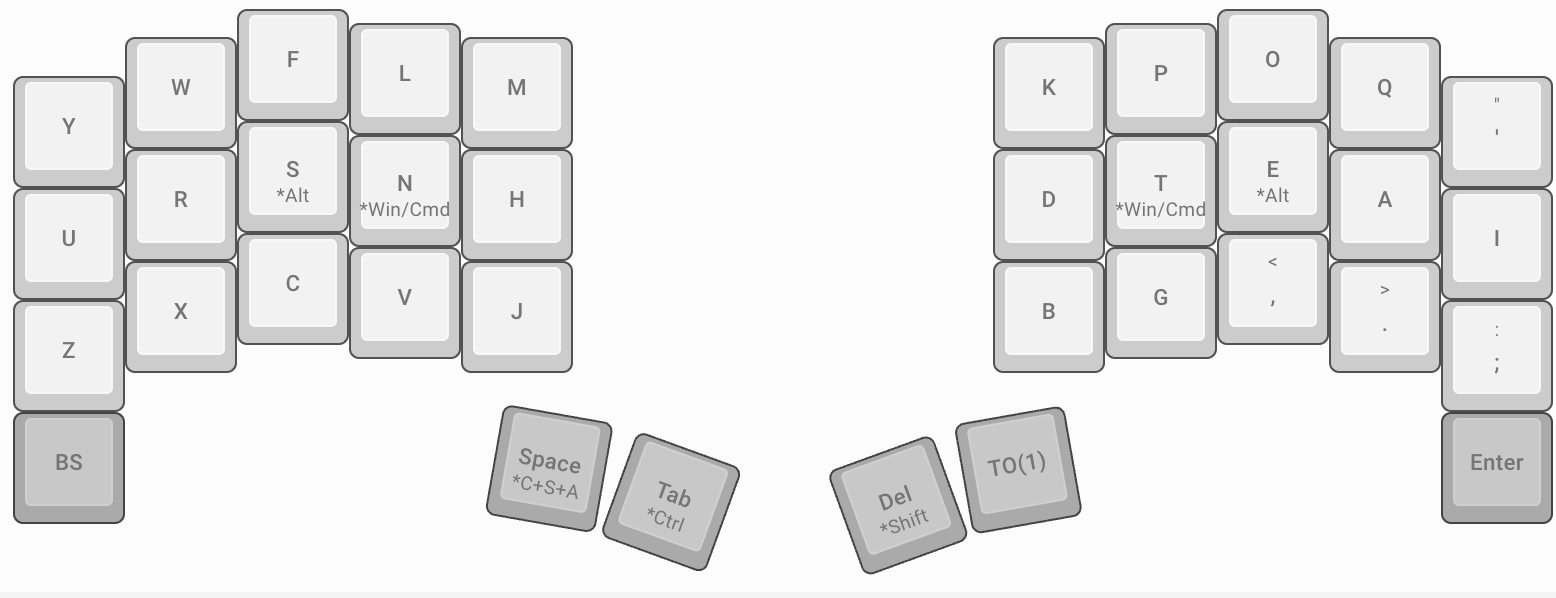 Y
W
F
L
M
U
R
S
*Alt
N
*Win/Cmd
H
Z
X
C
V
J
BS
Space
*C+S+A
Tab
*Ctrl
K
P
O
Q
"
'
D
T
*Win/Cmd
E
*Alt
A
I
B
G
<
,
>
.
:
;
Del
*Shift
TO(1)
Enter